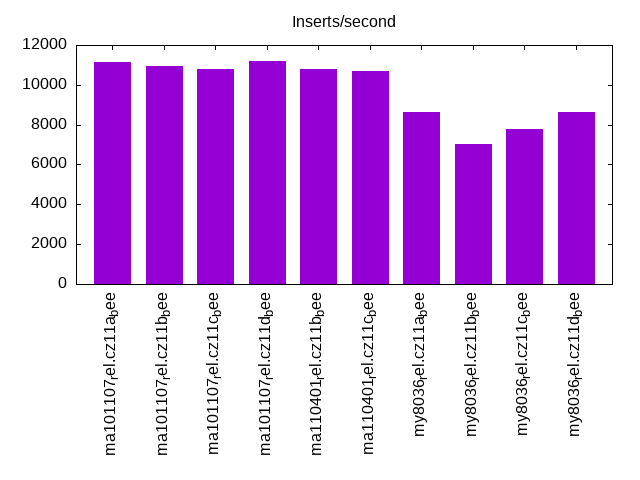 Inserts/second
12000
10000
8000
6000
4000
2000
0
ma101107rel.cz11abee
ma101107rel.cz11bbee
ma101107rel.cz11cbee
ma101107rel.cz11dbee
ma110401rel.cz11bbee
ma110401rel.cz11cbee
my8036rel.cz11abee
my8036rel.cz11bbee
my8036rel.cz11cbee
my8036rel.cz11dbee